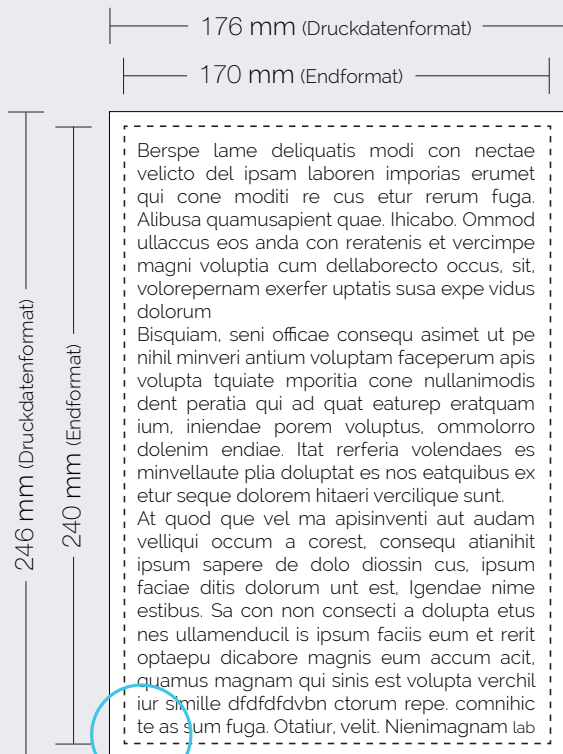 176 mm (Druckdatenformat)
170 mm (Endformat)
246 mm (Druckdatenformat)
240 mm (Endformat)
Berspe lame deliquatis modi con nectae
velicto del ipsam laboren imporias erumet
qui cone moditi re cus etur rerum fuga.
Alibusa quamusapient quae. Ihicabo. Ommod
ullaccus eos anda con reratenis et vercimpe
magni voluptia cum dellaborecto occus, sit,
volorepernam exerfer uptatis susa expe vidus
dolorum
Bisquiam, seni officae consequ asimet ut pe
nihil minveri antium voluptam faceperum apis
volupta tquiate mporitia cone nullanimodis
dent peratia qui ad quat eaturep eratquam
ium, iniendae porem voluptus, ommolorro
dolenim endiae. Itat rerferia volendaes es
minvellaute plia doluptat es nos eatquibus ex
etur seque dolorem hitaeri vercilique sunt.
At quod que vel ma apisinventi aut audam
velliqui occum a corest, consequ atianihit
ipsum sapere de dolo diossin cus, ipsum
faciae ditis dolorum unt est, Igendae nime
estibus. Sa con non consecti a dolupta etus
nes ullamenducil is ipsum faciis eum et rerit
optaepu dicabore magnis eum accum acit,
quamus magnam qui sinis est volupta verchil
iur simille dfdfdfdvbn ctorum repe. comnihic
te as sum fuga. Otatiur, velit. Nienimagnam lab